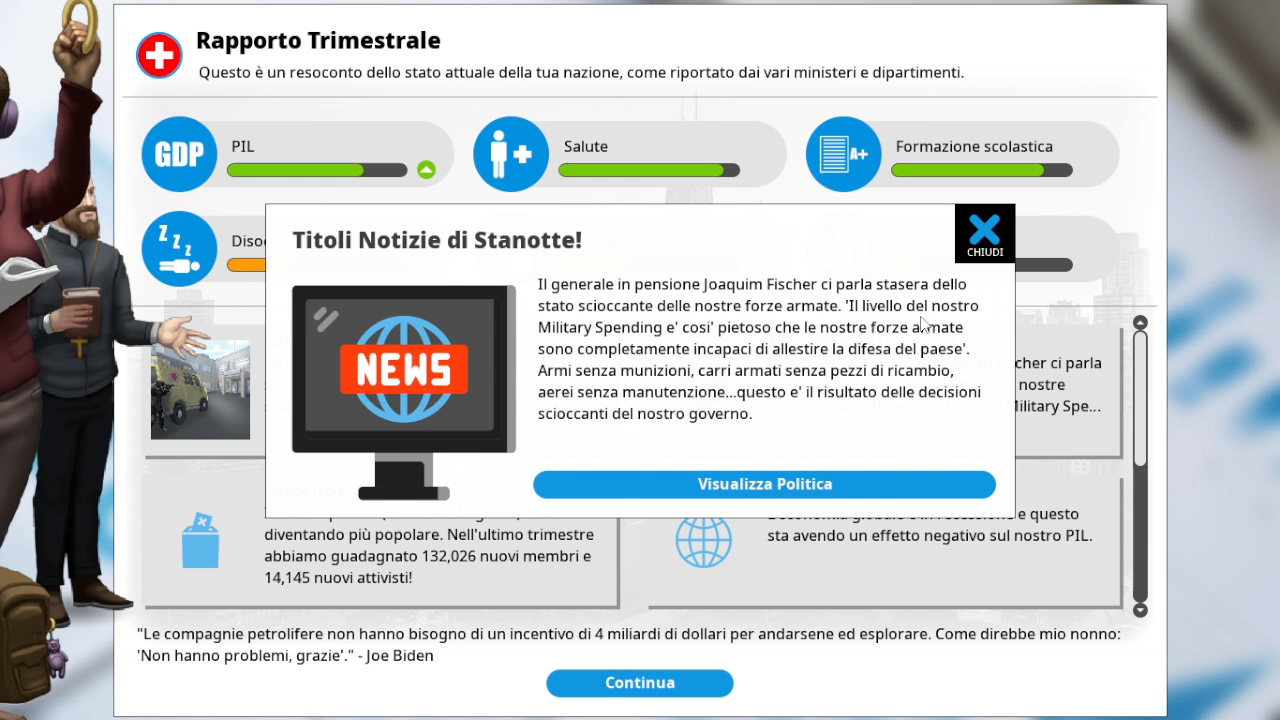 Rapporto Trimestrale
Questo è un resoconto dello stato attuale della tua nazione, come riportato dai vari ministeri e dipartimenti.
GDP
PIL
Salute
A+
Formazione scolastica
Z Z Z
Titoli Notizie di Stanotte!
CHIUDI
NEWS
Il generale in pensione Joaquim Fischer ci parla stasera dello
stato scioccante delle nostre forze armate. 'Il livello del nostro
Military Spending e' cosi' pietoso che le nostre forze armate
sono completamente incapaci di allestire la difesa del paese'.
Armi senza munizioni, carri armati senza pezzi di ricambio,
aerei senza manutenzione...questo e' il risultato delle decisioni
scioccanti del nostro governo.
Visualizza Politica
cher ci parla
nostre
Military Spe...
diventando più popolare. Nell'ultimo trimestre
abbiamo guadagnato 132,026 nuovi membri e
14,145 nuovi attivisti!
L'economia globale è in recessione e questo
sta avendo un effetto negativo sul nostro PIL.
"Le compagnie petrolifere non hanno bisogno di un incentivo di 4 miliardi di dollari per andarsene ed esplorare. Come direbbe mio nonno:
'Non hanno problemi, grazie'." - Joe Biden
Continua